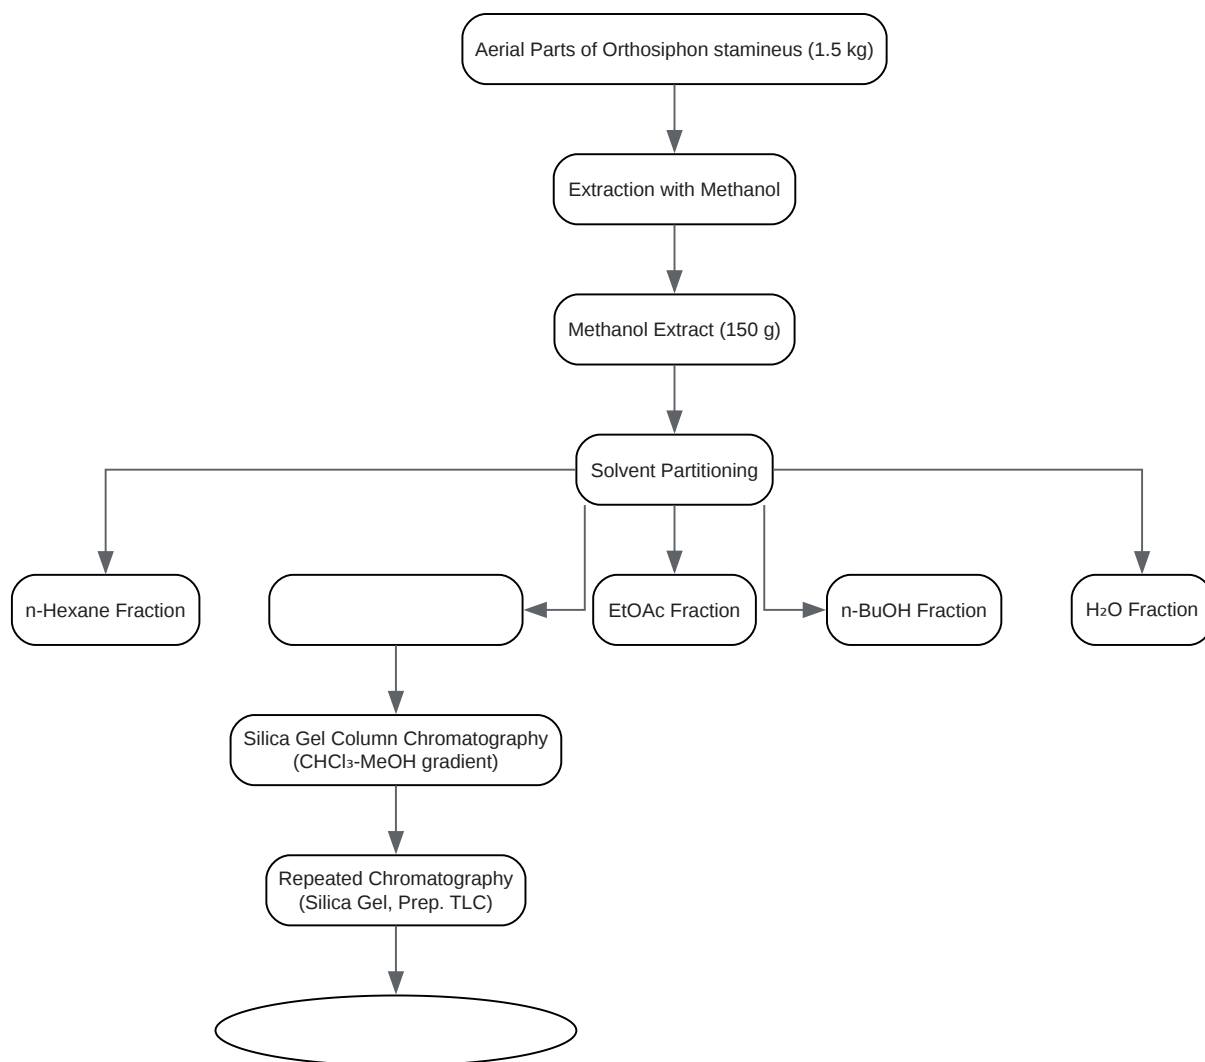 Aerial Parts of Orthosiphon stamineus (1.5 kg)
Extraction with Methanol
Methanol Extract (150 g)
Solvent Partitioning
n-Hexane Fraction
EtOAc Fraction
n-BuOH Fraction
H₂O Fraction
Silica Gel Column Chromatography
(CHCl₃-MeOH gradient)
Repeated Chromatography
(Silica Gel, Prep. TLC)